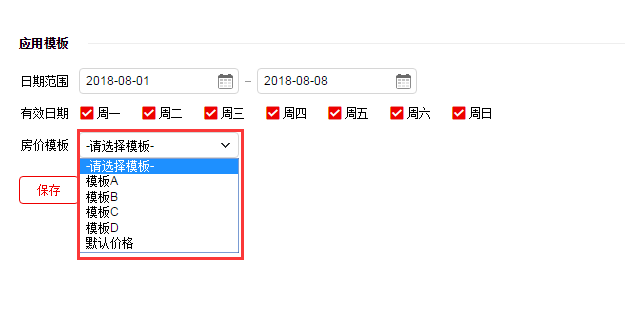 应用模板
日期范围 2018-08-01 – 2018-08-08
有效日期 周一 周二 周三 周四 周五 周六 周日
房价模板 -请选择模板-
-请选择模板-
模板A
模板B
模板C
模板D
默认价格
保存